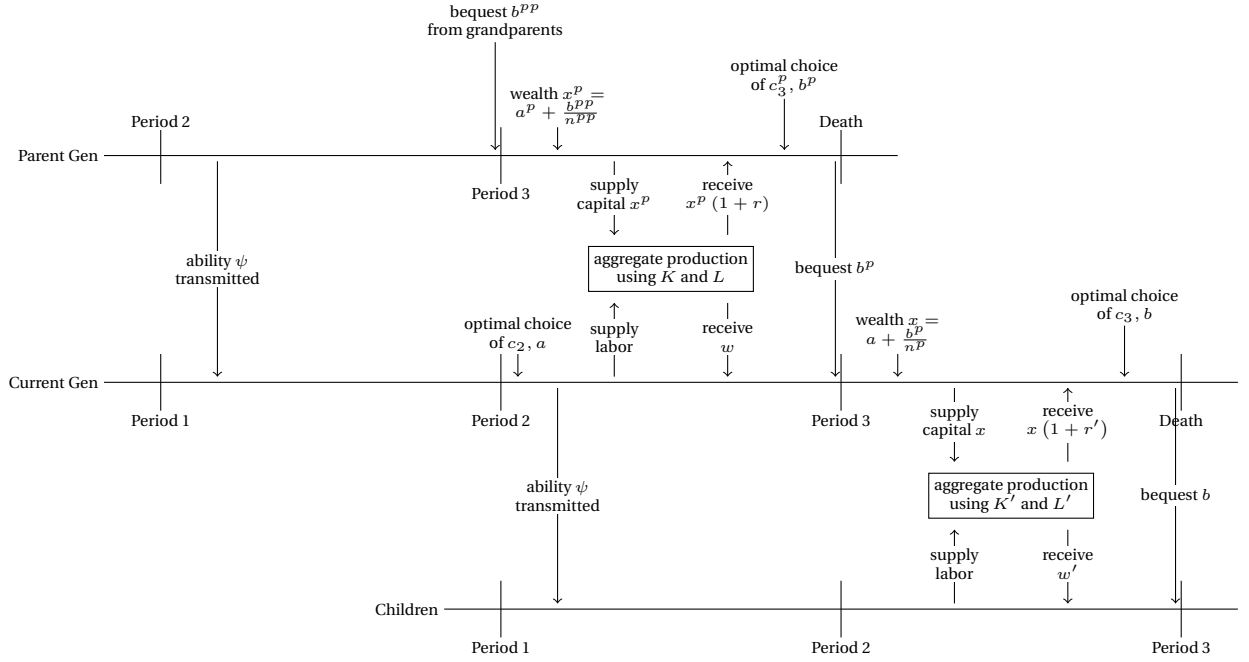 bequest b^{pp}
from grandparents
optimal choice
of c_3^p, b^p
wealth x^p =
a^p + \frac{b^{pp}}{n^{pp}}
Period 2
Death
Parent Gen
Period 3
supply
capital x^p
receive
x^p (1 + r)
ability ψ
transmitted
aggregate production
using K and L
bequest b^p
optimal choice
of c_2, a
supply
labor
receive
w
wealth x =
a + \frac{b^p}{n^p}
optimal choice
of c_3, b
Current Gen
Period 1
Period 2
Period 3
supply
capital x
receive
x (1 + r′)
Death
ability ψ
transmitted
aggregate production
using K′ and L′
bequest b
supply
labor
receive
w′
Children
Period 1
Period 2
Period 3